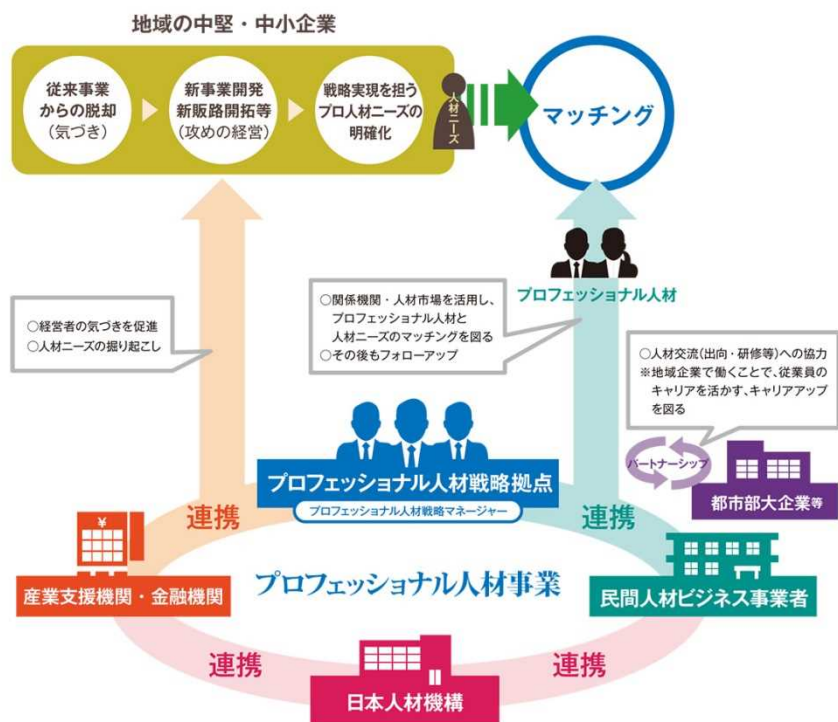 地域の中堅・中小企業
従来事業
からの脱却
（気づき）
新事業開発
新販路開拓等
（攻めの経営）
戦略実現を担う
プロ人材ニーズの
明確化
人材ニーズ
マッチング
プロフェッショナル人材
○経営者の気づきを促進
○人材ニーズの掘り起こし
○関係機関・人材市場を活用し、
プロフェッショナル人材と
人材ニーズのマッチングを図る
○その後もフォローアップ
○人材交流（出向・研修等）への協力
※地域企業で働くことで、従業員の
キャリアを活かす、キャリアアップ
を図る
パートナーシップ
都市部大企業等
プロフェッショナル人材戦略拠点
プロフェッショナル人材戦略マネージャー
連携
連携
¥
産業支援機関・金融機関
プロフェッショナル人材事業
民間人材ビジネス事業者
連携
連携
日本人材機構